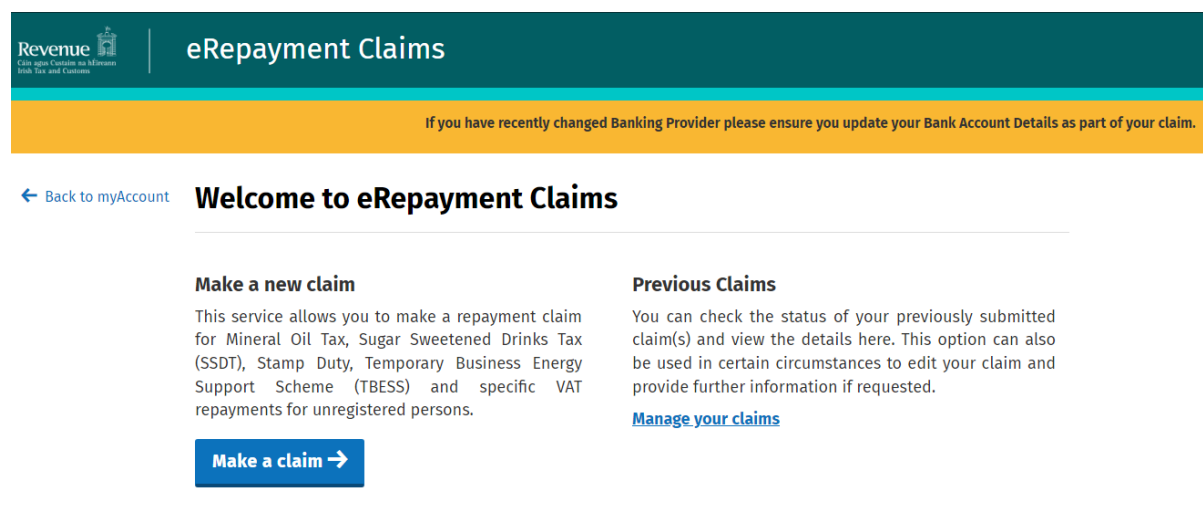 Revenue
Cáin agus Custaim na hÉireann
Irish Tax and Customs
eRepayment Claims
If you have recently changed Banking Provider please ensure you update your Bank Account Details as part of your claim.
Back to myAccount
Welcome to eRepayment Claims
Make a new claim
This service allows you to make a repayment claim
for Mineral Oil Tax, Sugar Sweetened Drinks Tax
(SSDT), Stamp Duty, Temporary Business Energy
Support Scheme (TBESS) and specific VAT
repayments for unregistered persons.
Make a claim
Previous Claims
You can check the status of your previously submitted
claim(s) and view the details here. This option can also
be used in certain circumstances to edit your claim and
provide further information if requested.
Manage your claims